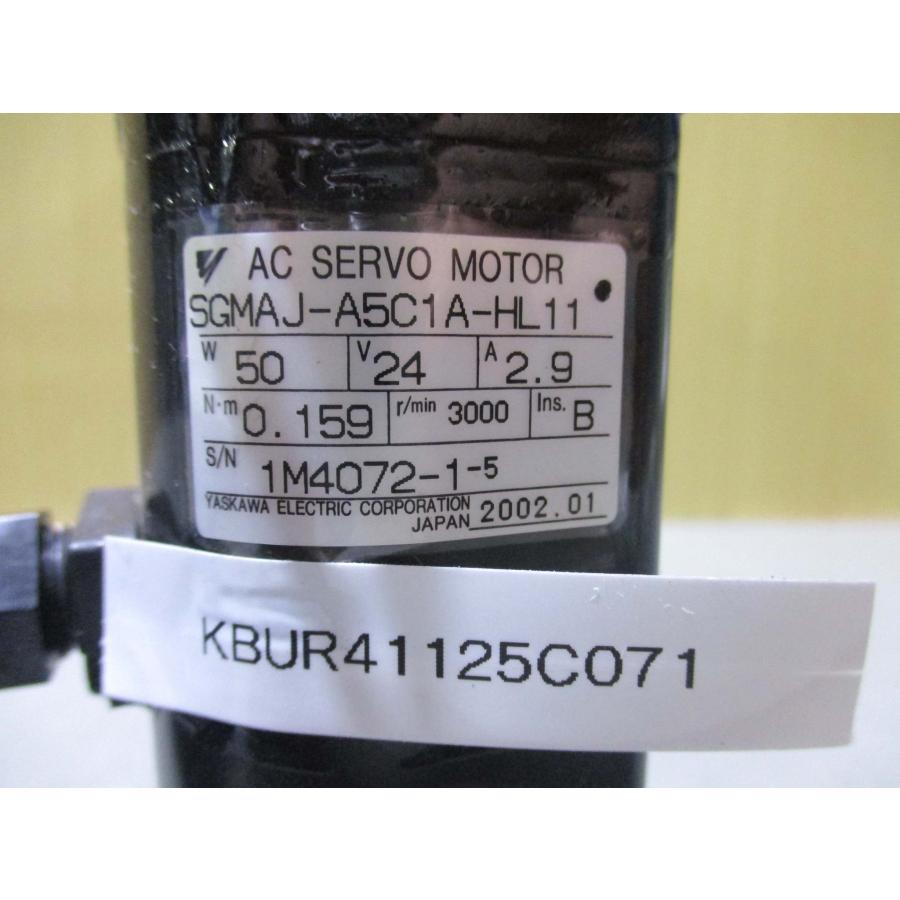 AC SERVO MOTOR
SGMAJ-A5C1A-HL11
W 50 V 24 A 2.9
N·m 0.159 r/min 3000 Ins. B
S/N 1M4072-1-5
YASKAWA ELECTRIC CORPORATION
JAPAN 2002.01
KBUR41125C071